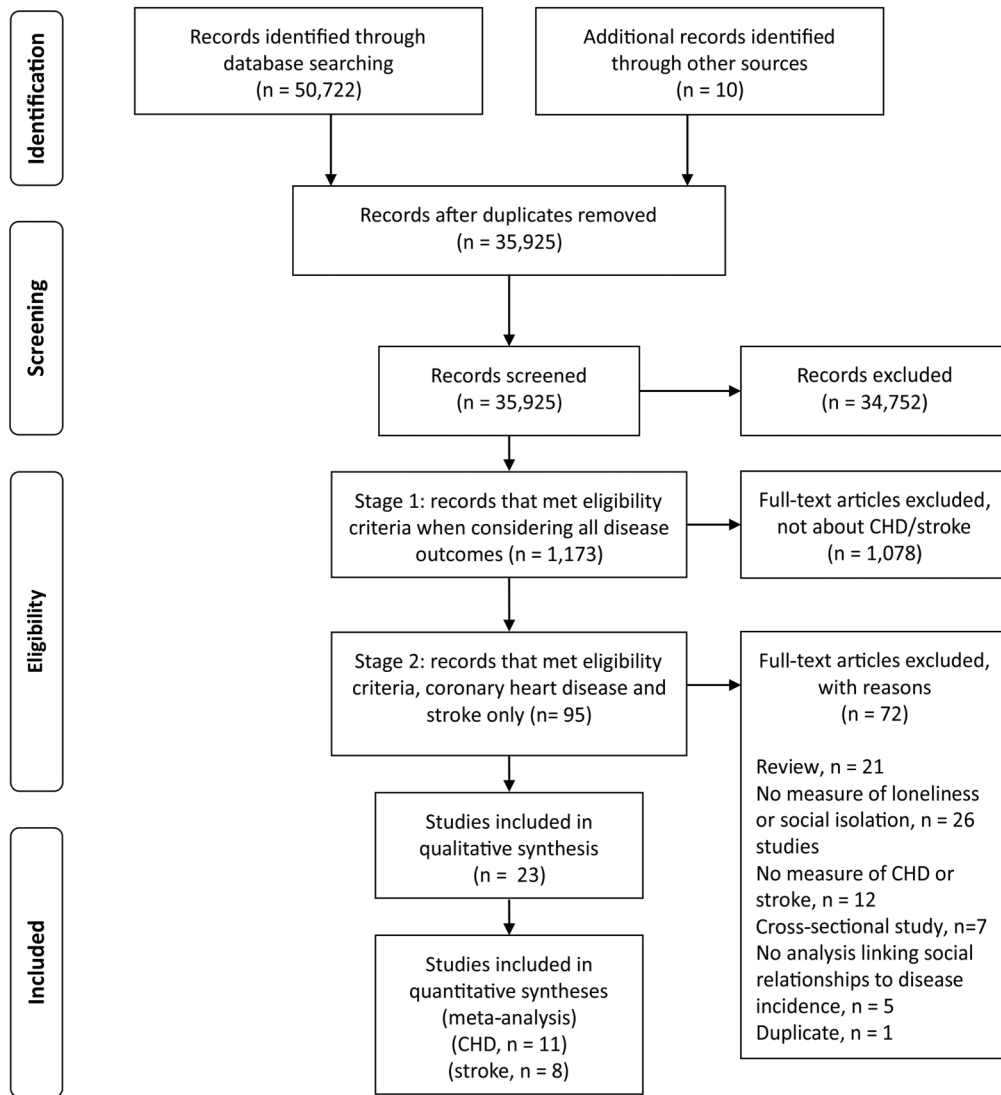 Identification
Records identified through
database searching
(n = 50,722)
Additional records identified
through other sources
(n = 10)
Records after duplicates removed
(n = 35,925)
Screening
Records screened
(n = 35,925)
Records excluded
(n = 34,752)
Eligibility
Stage 1: records that met eligibility
criteria when considering all disease
outcomes (n = 1,173)
Full-text articles excluded,
not about CHD/stroke
(n = 1,078)
Stage 2: records that met eligibility
criteria, coronary heart disease and
stroke only (n= 95)
Full-text articles excluded,
with reasons
(n = 72)
Review, n = 21
No measure of loneliness
or social isolation, n = 26
studies
No measure of CHD or
stroke, n = 12
Cross-sectional study, n=7
No analysis linking social
relationships to disease
incidence, n = 5
Duplicate, n = 1
Included
Studies included in
qualitative synthesis
(n =  23)
Studies included in
quantitative syntheses
(meta-analysis)
(CHD, n = 11)
(stroke, n = 8)